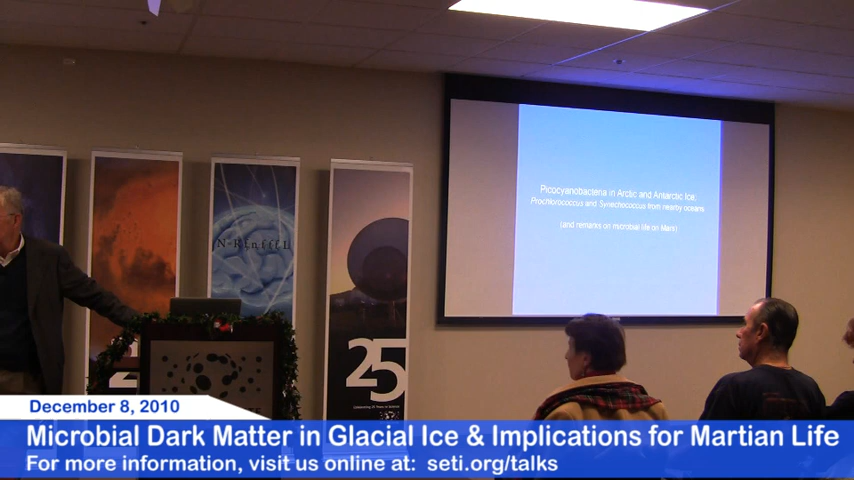 Picocyanobacteria in Arctic and Antarctic Ice:
Prochlorococcus and Synechococcus from nearby oceans
(and remarks on microbial life on Mars)
25
December 8, 2010
Microbial Dark Matter in Glacial Ice & Implications for Martian Life
For more information, visit us online at: seti.org/talks